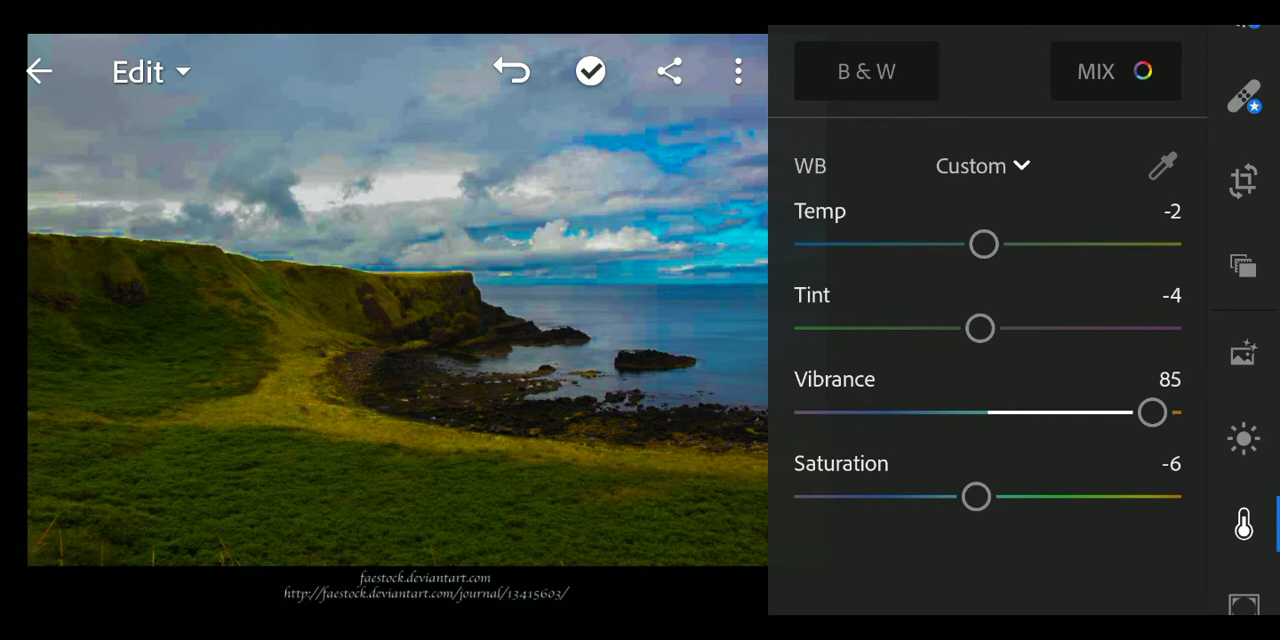 Edit
B & W
MIX
WB
Custom
Temp
-2
Tint
-4
Vibrance
85
Saturation
-6
faestock.deviantart.com
http://faestock.deviantart.com/journal/13415603/